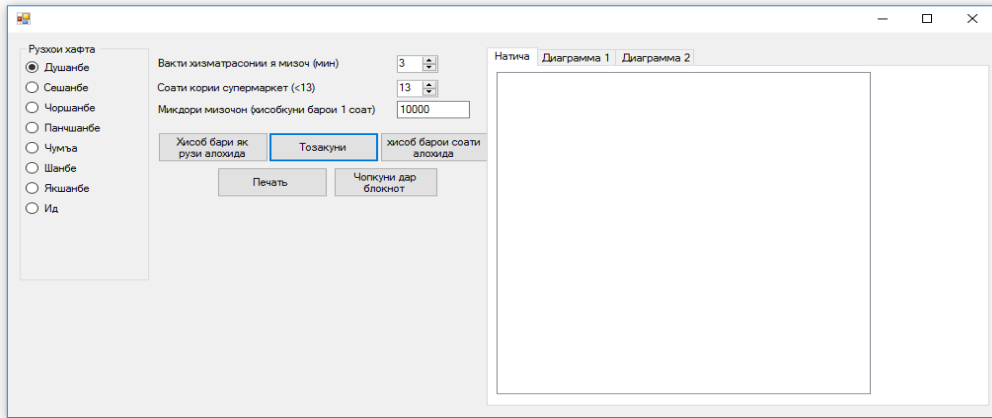 Рузхои хафта
Душанбе
Сешанбе
Чоршанбе
Панчшанбе
Чумъа
Шанбе
Якшанбе
Ид
Вакти хизматрасонии я мизоч (мин)
3
Соати кории супермаркет (<13)
13
Микдори мизочон (хисобкуни барои 1 соат)
10000
Хисоб бари як
рузи алохида
Тозакуни
хисоб барои соати
алохида
Печать
Чопкуни дар
блокнот
Натича
Диаграмма 1
Диаграмма 2